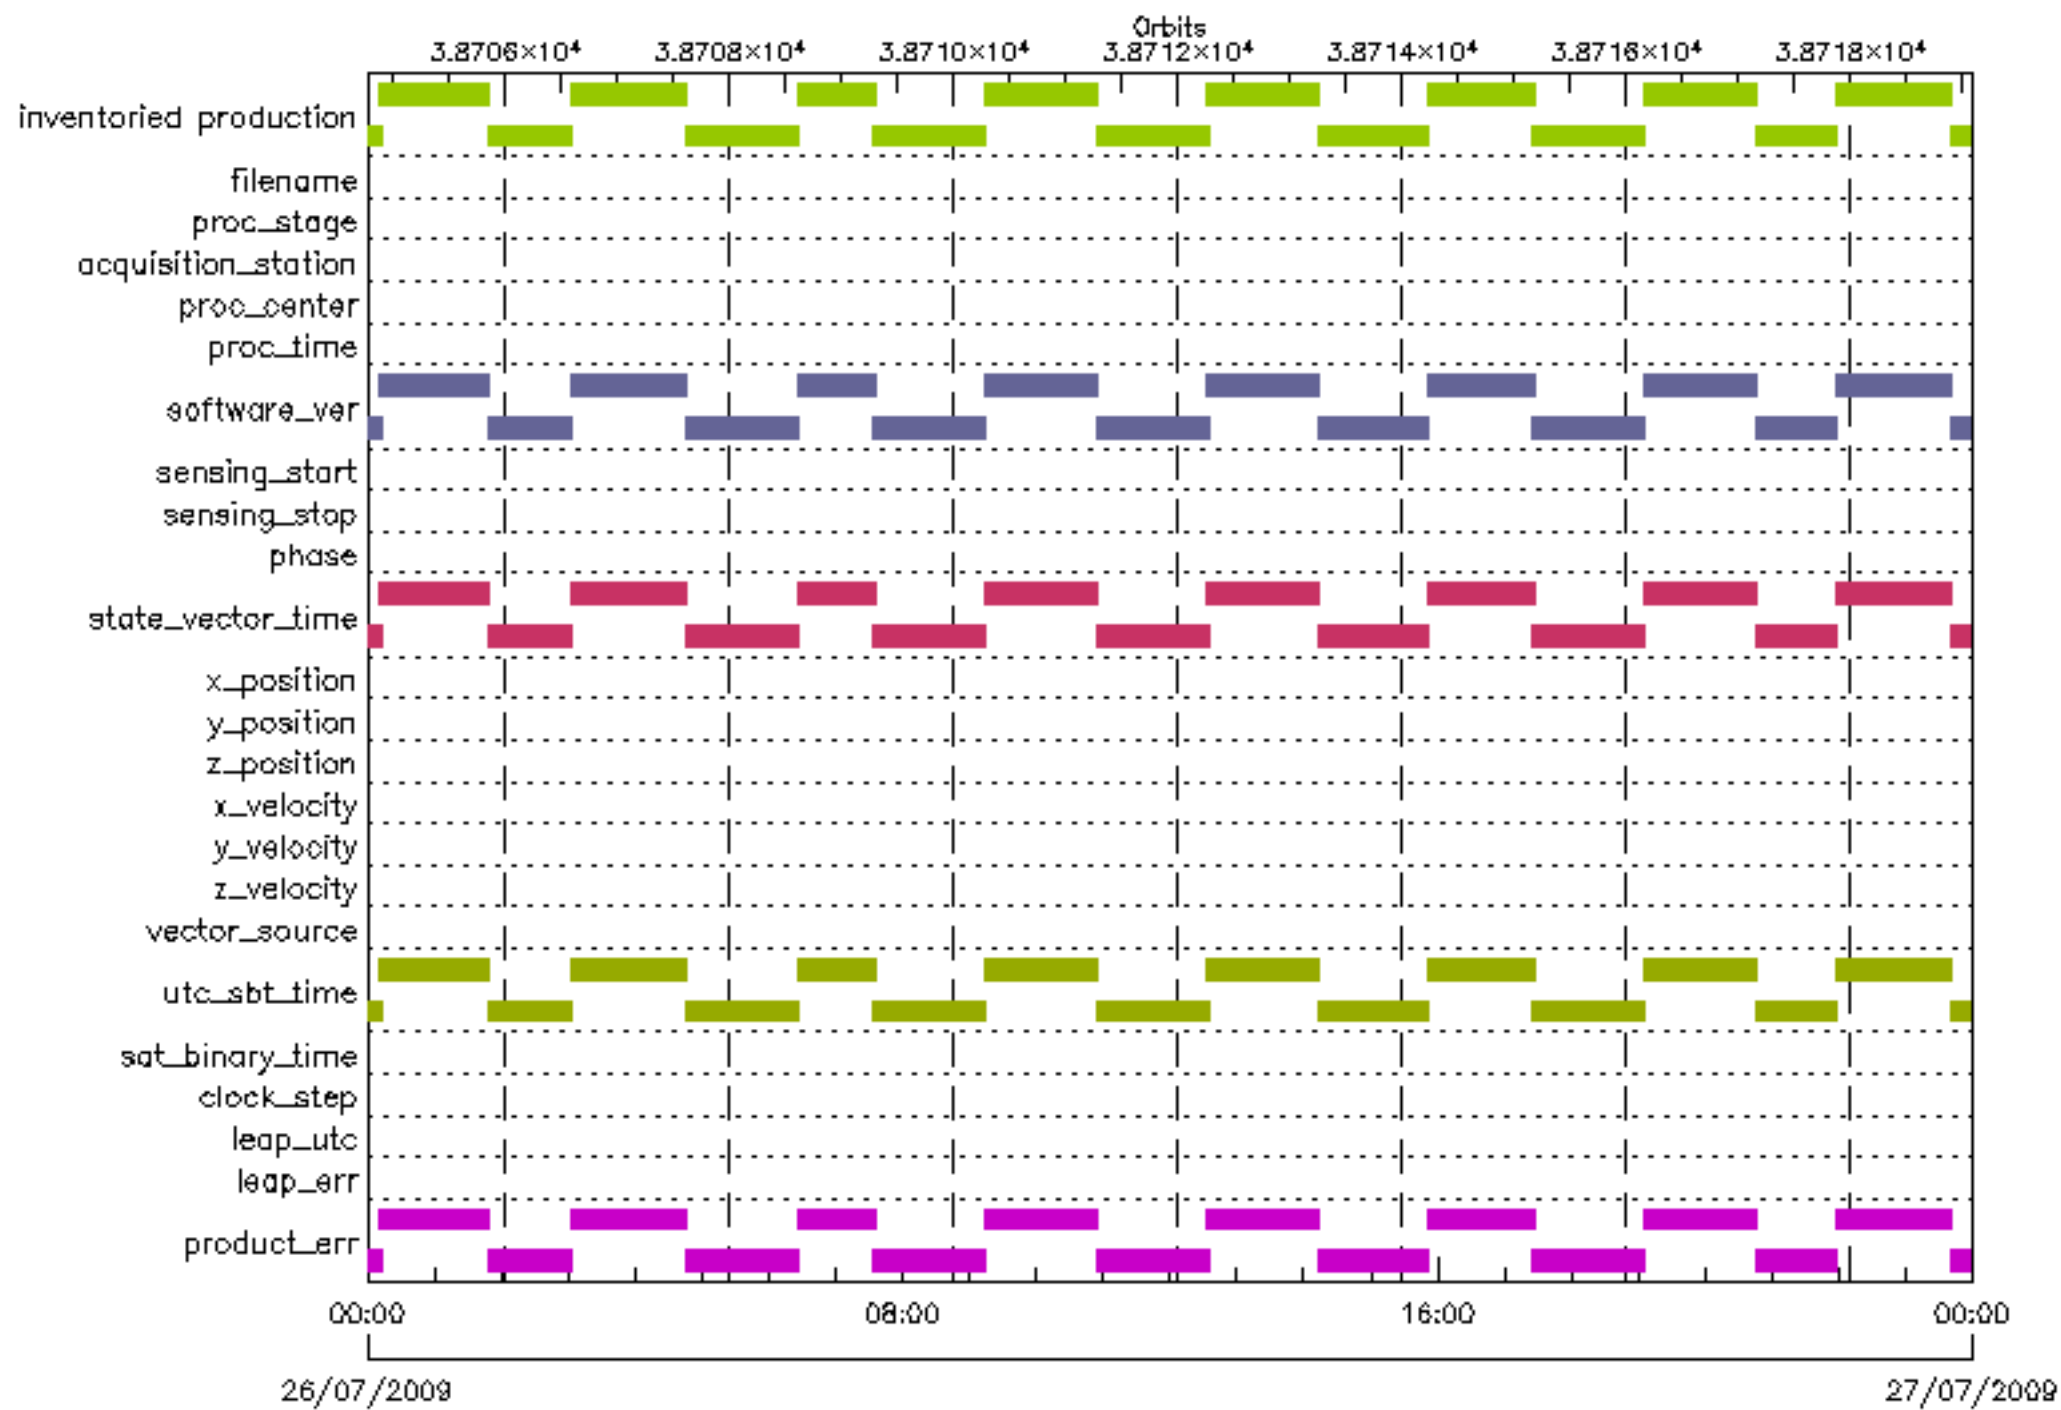 Orbits
3.8706×10⁴ 3.8708×10⁴ 3.8710×10⁴ 3.8712×10⁴ 3.8714×10⁴ 3.8716×10⁴ 3.8718×10⁴
inventoried production
filename
proc_stage
acquisition_station
proc_center
proc_time
software_ver
sensing_start
sensing_stop
phase
state_vector_time
x_position
y_position
z_position
x_velocity
y_velocity
z_velocity
vector_source
utc_sbt_time
sat_binary_time
clock_step
leap_utc
leap_err
product_err
00:00 08:00 16:00 00:00
26/07/2009 27/07/2009